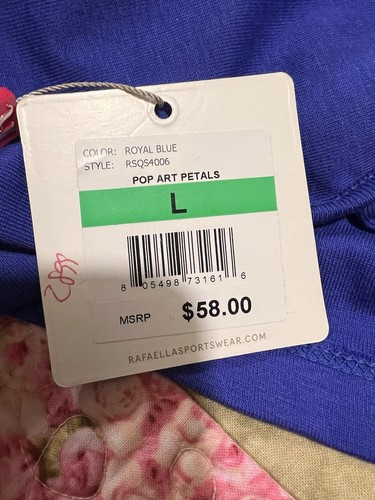 COLOR: ROYAL BLUE
STYLE: RSQS4006
POP ART PETALS
L
8 05498 73161 6
MSRP $58.00
RAFAELLASPORTSWEAR.COM